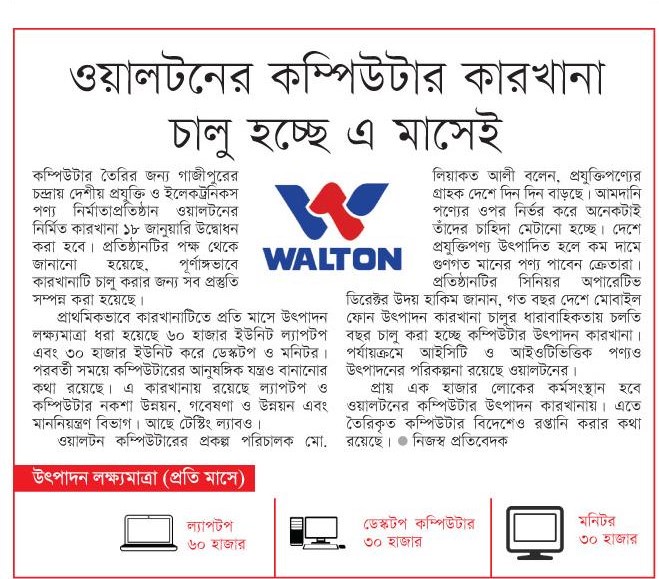 ওয়ালটনের কম্পিউটার কারখানা
চালু হচ্ছে এ মাসেই
কম্পিউটার তৈরির জন্য গাজীপুরের
চন্দ্রায় দেশীয় প্রযুক্তি ও ইলেকট্রনিকস
পণ্য নির্মাতাপ্রতিষ্ঠান ওয়ালটনের
নির্মিত কারখানা ১৮ জানুয়ারি উদ্বোধন
করা হবে। প্রতিষ্ঠানটির পক্ষ থেকে
জানানো হয়েছে, পূর্ণাঙ্গভাবে
কারখানাটি চালু করার জন্য সব প্রস্তুতি
সম্পন্ন করা হয়েছে।
প্রাথমিকভাবে কারখানাটিতে প্রতি মাসে উৎপাদন
লক্ষ্যমাত্রা ধরা হয়েছে ৬০ হাজার ইউনিট ল্যাপটপ
এবং ৩০ হাজার ইউনিট করে ডেস্কটপ ও মনিটর।
পরবর্তী সময়ে কম্পিউটারের আনুষঙ্গিক যন্ত্রও বানানোর
কথা রয়েছে। এ কারখানায় রয়েছে ল্যাপটপ ও
কম্পিউটার নকশা উন্নয়ন, গবেষণা ও উন্নয়ন এবং
মাননিয়ন্ত্রণ বিভাগ। আছে টেস্টিং ল্যাবও।
ওয়ালটন কম্পিউটারের প্রকল্প পরিচালক মো.
WALTON
লিয়াকত আলী বলেন, প্রযুক্তিপণ্যের
গ্রাহক দেশে দিন দিন বাড়ছে। আমদানি
পণ্যের ওপর নির্ভর করে অনেকটাই
তাঁদের চাহিদা মেটানো হচ্ছে। দেশে
প্রযুক্তিপণ্য উৎপাদিত হলে কম দামে
গুণগত মানের পণ্য পাবেন ক্রেতারা।
প্রতিষ্ঠানটির সিনিয়র অপারেটিভ
ডিরেক্টর উদয় হাকিম জানান, গত বছর দেশে মোবাইল
ফোন উৎপাদন কারখানা চালুর ধারাবাহিকতায় চলতি
বছর চালু করা হচ্ছে কম্পিউটার উৎপাদন কারখানা।
পর্যায়ক্রমে আইসিটি ও আইওটিভিত্তিক পণ্যও
উৎপাদনের পরিকল্পনা রয়েছে ওয়ালটনের।
প্রায় এক হাজার লোকের কর্মসংস্থান হবে
ওয়ালটনের কম্পিউটার উৎপাদন কারখানায়। এতে
তৈরিকৃত কম্পিউটার বিদেশেও রপ্তানি করার কথা
রয়েছে। ● নিজস্ব প্রতিবেদক
উৎপাদন লক্ষ্যমাত্রা (প্রতি মাসে)
ল্যাপটপ
৬০ হাজার
ডেস্কটপ কম্পিউটার
৩০ হাজার
মনিটর
৩০ হাজার